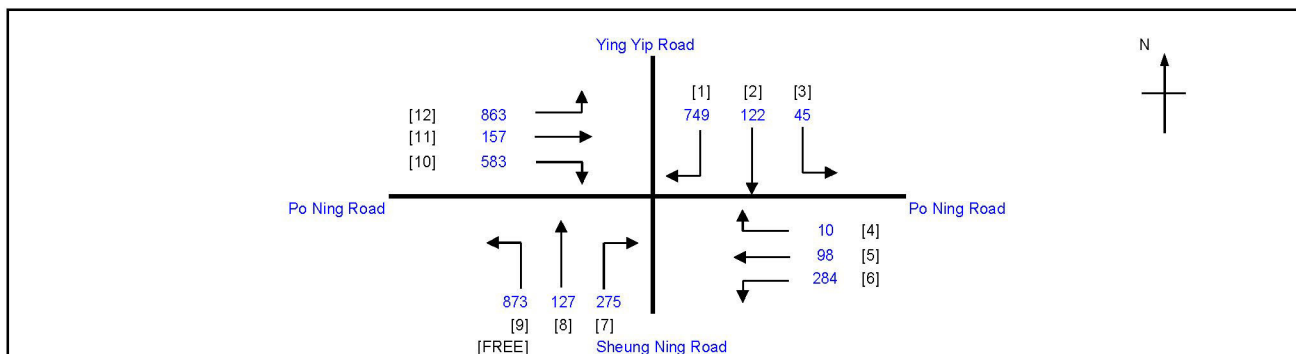 Ying Yip Road
N
[1] [2] [3]
[12] 863 749 122 45
[11] 157
[10] 583
Po Ning Road Po Ning Road
10 [4]
98 [5]
284 [6]
873 127 275
[9] [8] [7]
[FREE] Sheung Ning Road